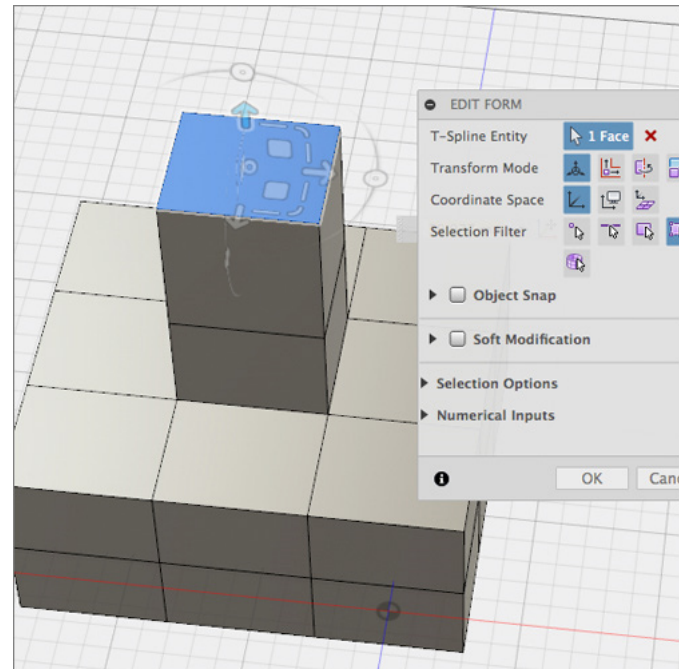 EDIT FORM
T-Spline Entity 1 Face
Transform Mode
Coordinate Space
Selection Filter
Object Snap
Soft Modification
Selection Options
Numerical Inputs
OK Canc